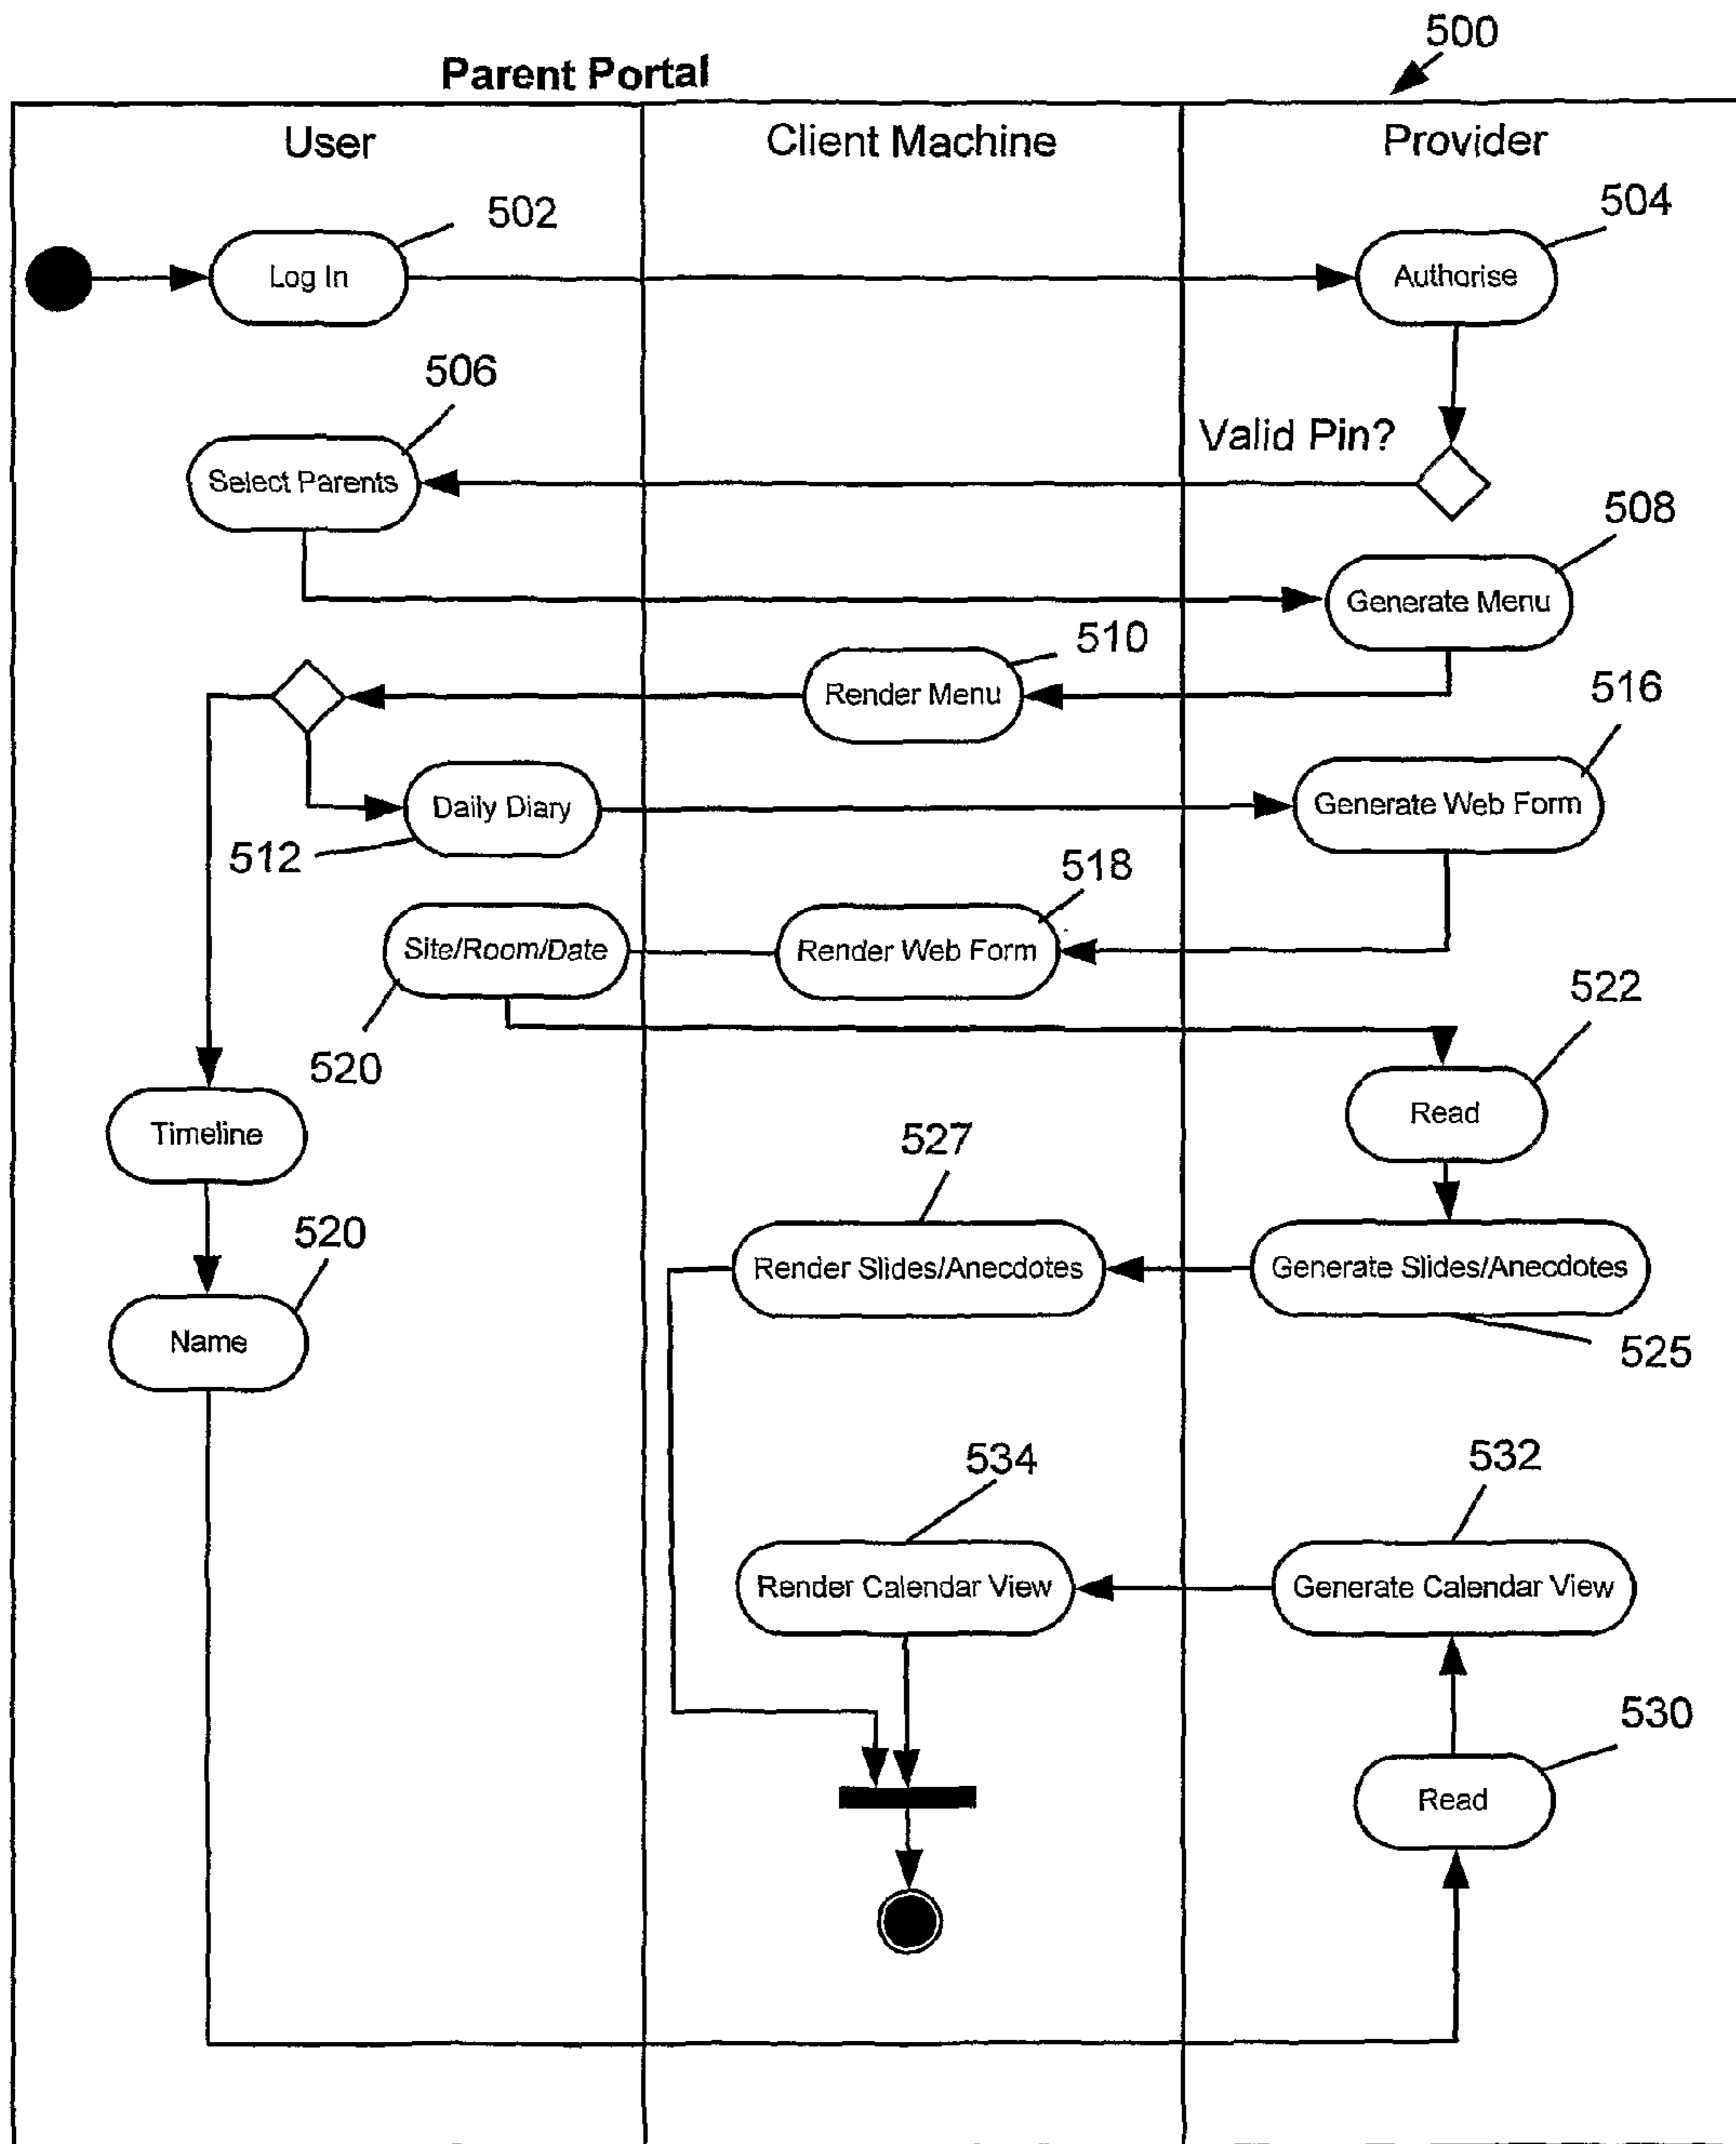 500
Parent Portal
User
Client Machine
Provider
502
504
Log In
Authorise
506
Valid Pin?
Select Parents
508
Generate Menu
510
Render Menu
516
Daily Diary
Generate Web Form
512
518
Site/Room/Date
Render Web Form
522
520
Read
Timeline
527
520
Render Slides/Anecdotes
Generate Slides/Anecdotes
Name
525
534
532
Render Calendar View
Generate Calendar View
530
Read